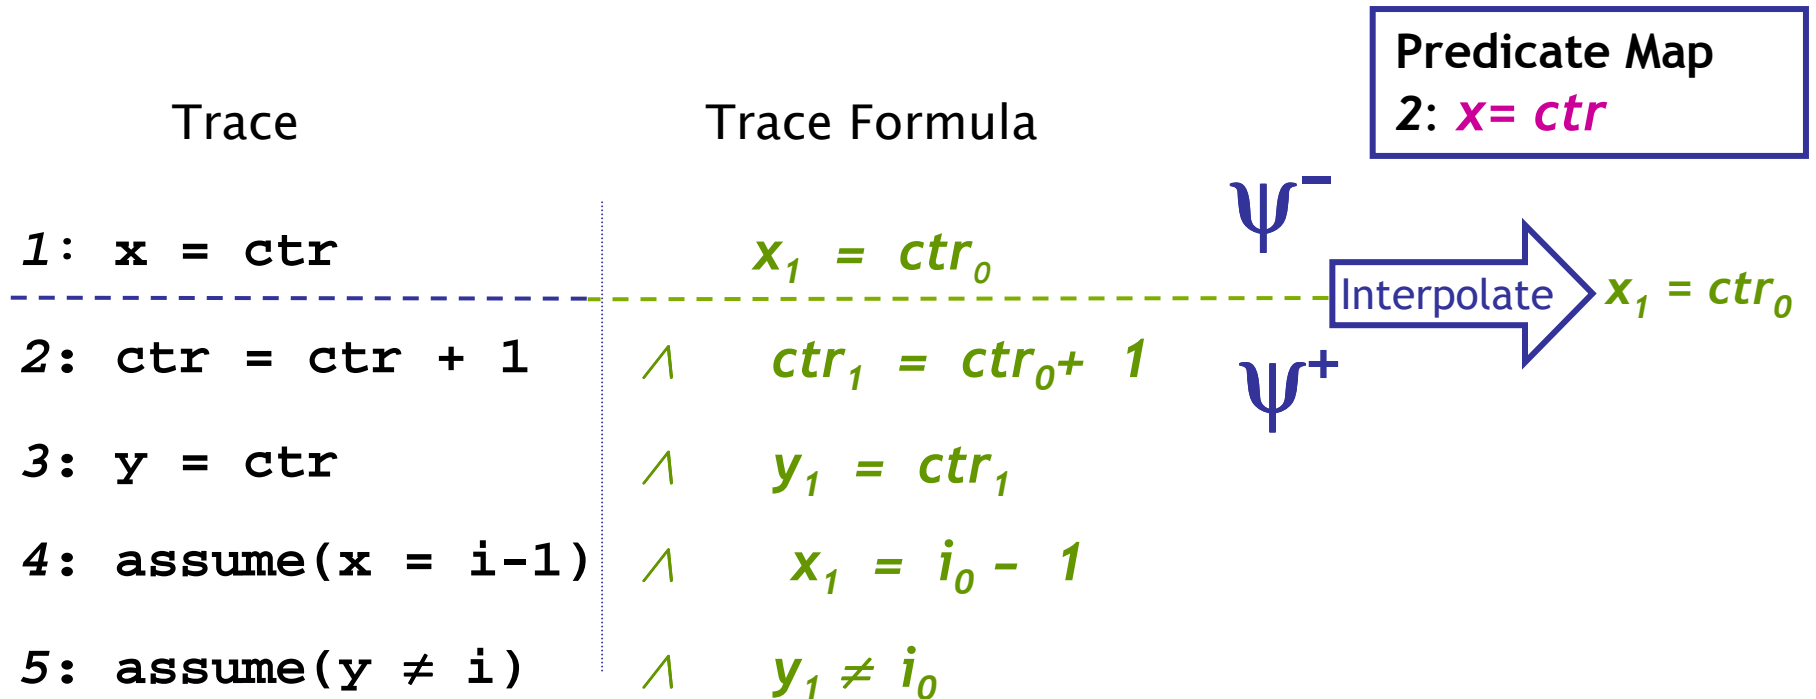 Predicate Map
2: x= ctr
Trace
Trace Formula
ψ⁻
1: x = ctr
x₁ = ctr₀
Interpolate
x₁ = ctr₀
2: ctr = ctr + 1
∧ ctr₁ = ctr₀+ 1
ψ⁺
3: y = ctr
∧ y₁ = ctr₁
4: assume(x = i-1)
∧ x₁ = i₀ - 1
5: assume(y ≠ i)
∧ y₁ ≠ i₀